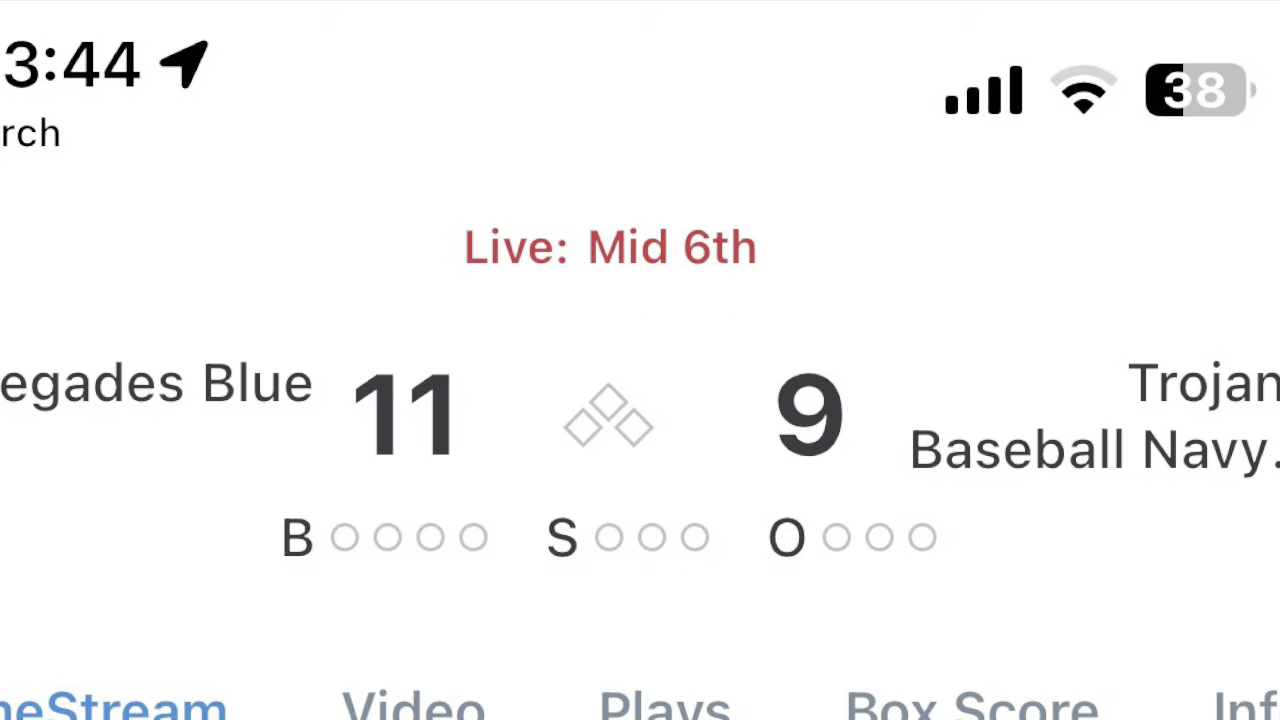 3:44
38
rch
Live: Mid 6th
egades Blue 11 9 Trojan
Baseball Navy.
B S O
neStream Video Plays Box Score Inf